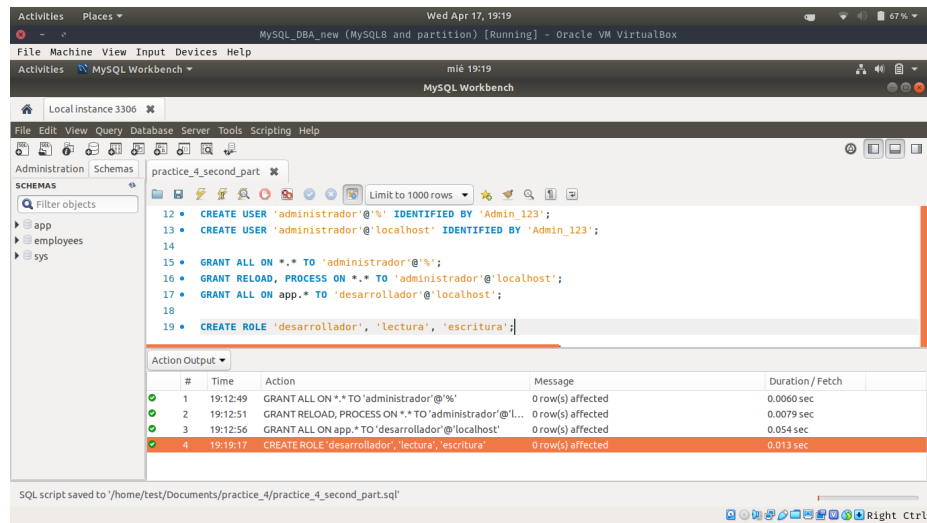 Activities Places ▾ Wed Apr 17, 19:19 67% ▾
MySQL_DBA_new (MySQL8 and partition) [Running] - Oracle VM VirtualBox
File Machine View Input Devices Help
Activities MySQL Workbench ▾ mié 19:19
MySQL Workbench
Local instance 3306
File Edit View Query Database Server Tools Scripting Help
Administration Schemas practice_4_second_part
SCHEMAS
Filter objects
Limit to 1000 rows
app
employees
sys
12 CREATE USER 'administrador'@'%' IDENTIFIED BY 'Admin_123';
13 CREATE USER 'administrador'@'localhost' IDENTIFIED BY 'Admin_123';
14
15 GRANT ALL ON *.* TO 'administrador'@'%';
16 GRANT RELOAD, PROCESS ON *.* TO 'administrador'@'localhost';
17 GRANT ALL ON app.* TO 'desarrollador'@'localhost';
18
19 CREATE ROLE 'desarrollador', 'lectura', 'escritura';
Action Output
# Time Action Message Duration / Fetch
1 19:12:49 GRANT ALL ON *.* TO 'administrador'@'%' 0 row(s) affected 0.0060 sec
2 19:12:51 GRANT RELOAD, PROCESS ON *.* TO 'administrador'@'l... 0 row(s) affected 0.0079 sec
3 19:12:56 GRANT ALL ON app.* TO 'desarrollador'@'localhost' 0 row(s) affected 0.054 sec
4 19:19:17 CREATE ROLE 'desarrollador', 'lectura', 'escritura' 0 row(s) affected 0.013 sec
SQL script saved to '/home/test/Documents/practice_4/practice_4_second_part.sql'
Right Ctrl